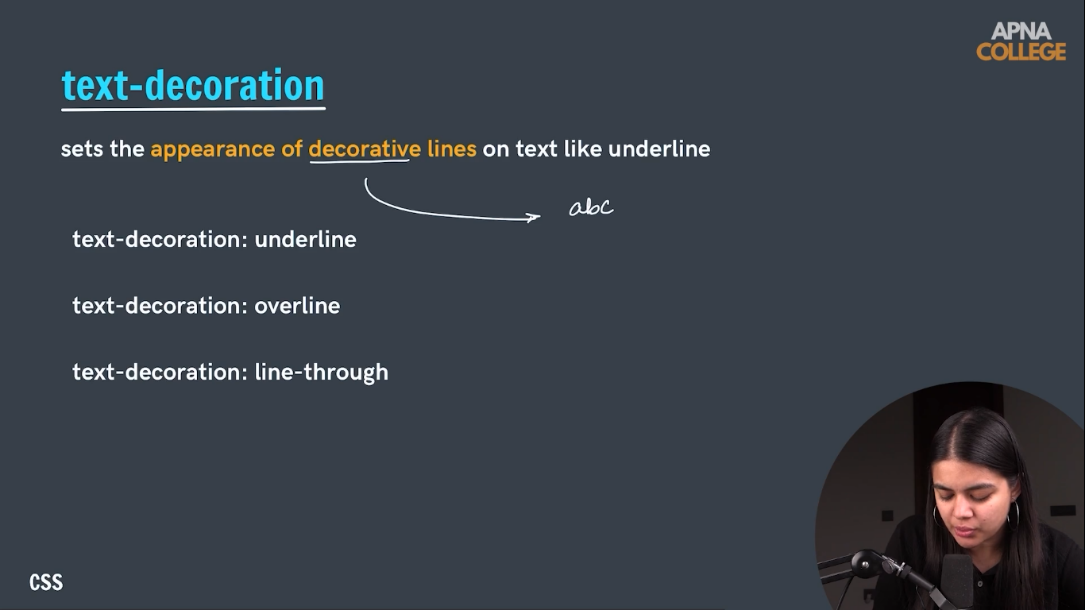 APNA
COLLEGE
text-decoration
sets the appearance of decorative lines on text like underline
abc
text-decoration: underline
text-decoration: overline
text-decoration: line-through
CSS